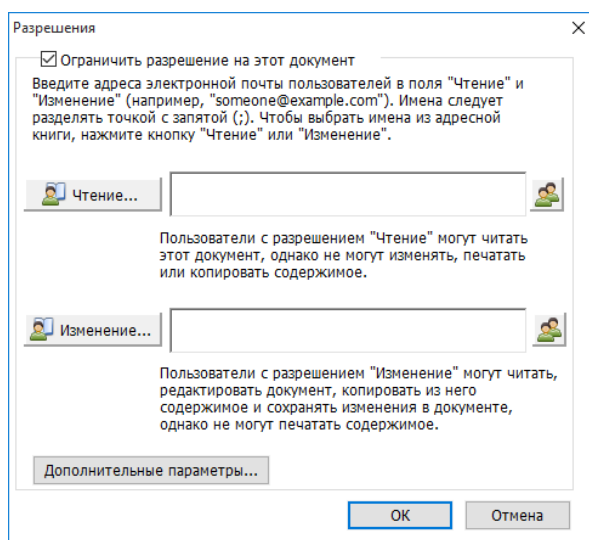 Разрешения
Ограничить разрешение на этот документ
Введите адреса электронной почты пользователей в поля "Чтение" и
"Изменение" (например, "someone@example.com"). Имена следует
разделять точкой с запятой (;). Чтобы выбрать имена из адресной
книги, нажмите кнопку "Чтение" или "Изменение".
Чтение...
Пользователи с разрешением "Чтение" могут читать
этот документ, однако не могут изменять, печатать
или копировать содержимое.
Изменение...
Пользователи с разрешением "Изменение" могут читать,
редактировать документ, копировать из него
содержимое и сохранять изменения в документе,
однако не могут печатать содержимое.
Дополнительные параметры...
ОК Отмена